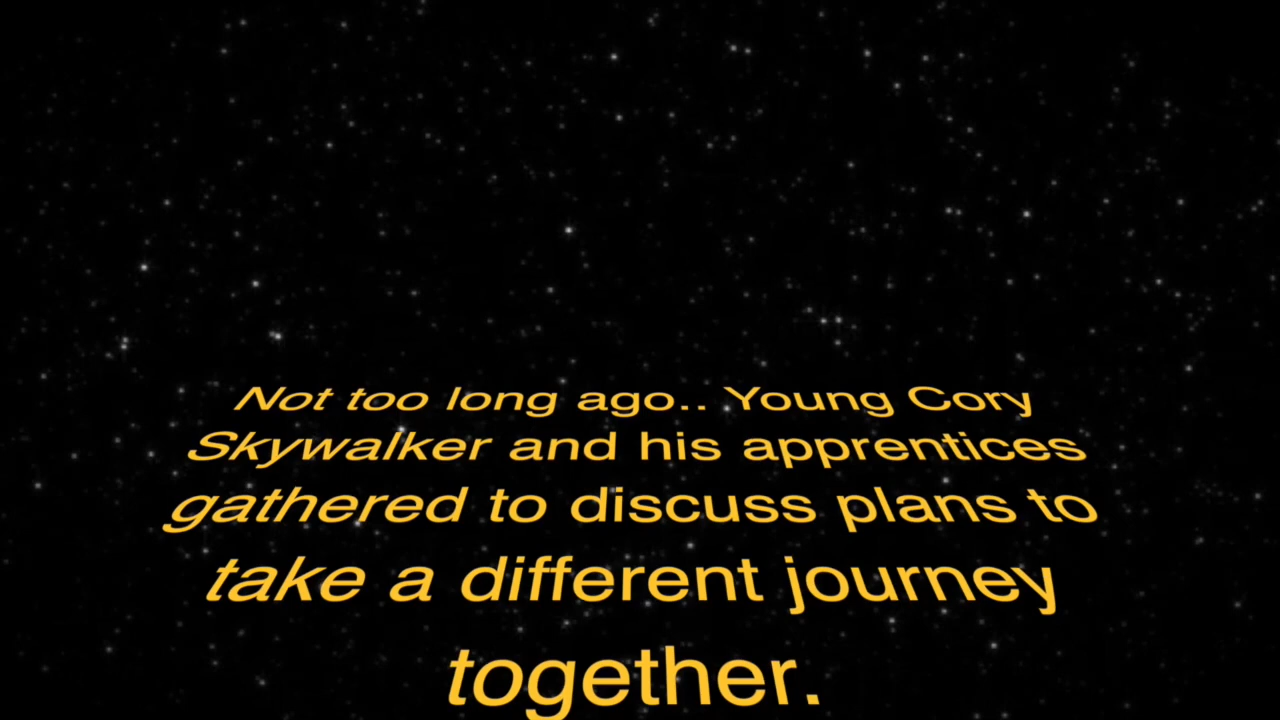 Not too long ago.. Young Cory
Skywalker and his apprentices
gathered to discuss plans to
take a different journey
together.